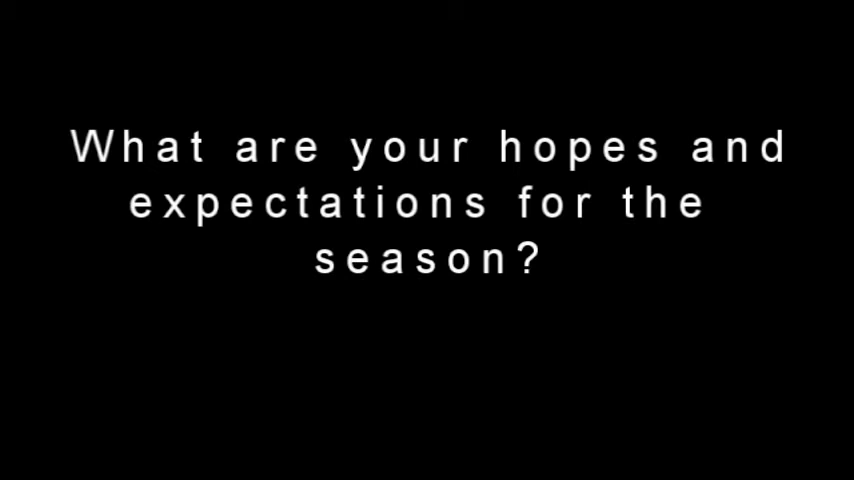 What are your hopes and
expectations for the
season?